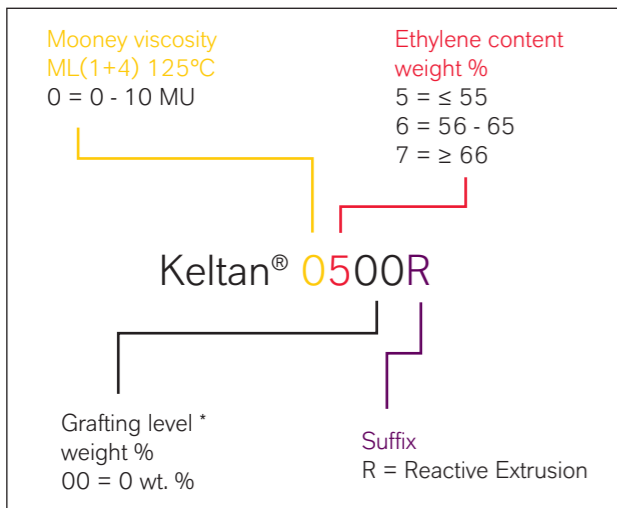 Mooney viscosity
ML(1+4) 125°C
0 = 0 - 10 MU
Ethylene content
weight %
5 = ≤ 55
6 = 56 - 65
7 = ≥ 66
Keltan® 0500R
Grafting level *
weight %
00 = 0 wt. %
Suffix
R = Reactive Extrusion